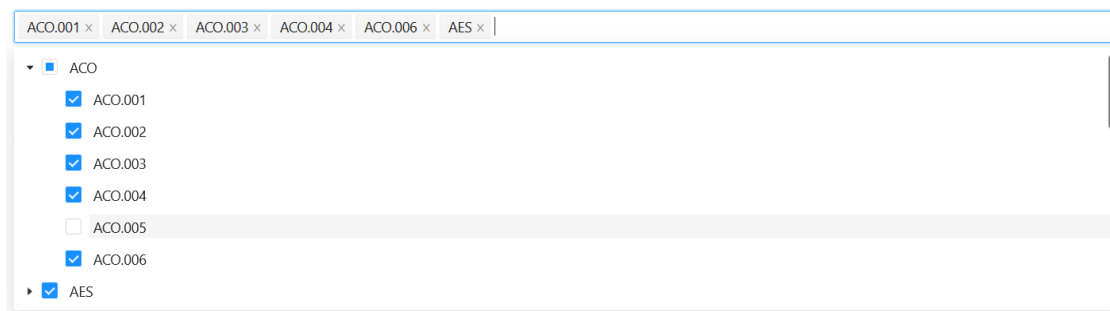 ACO.001 × ACO.002 × ACO.003 × ACO.004 × ACO.006 × AES ×
ACO
ACO.001
ACO.002
ACO.003
ACO.004
ACO.005
ACO.006
AES